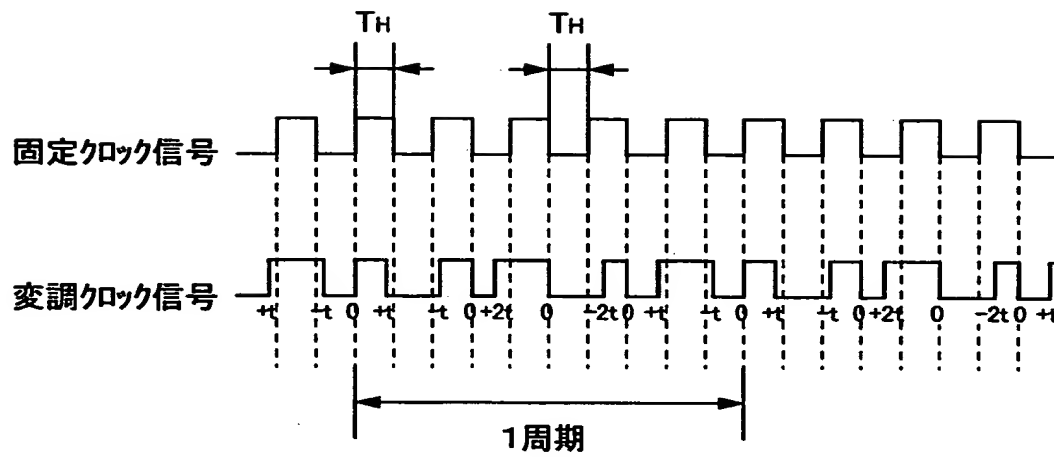 TH TH
固定クロック信号
変調クロック信号
+t -t 0 +t -t 0 +2t 0 -2t 0 +t -t 0 +t -t 0 +2t 0 -2t 0 +t
1周期